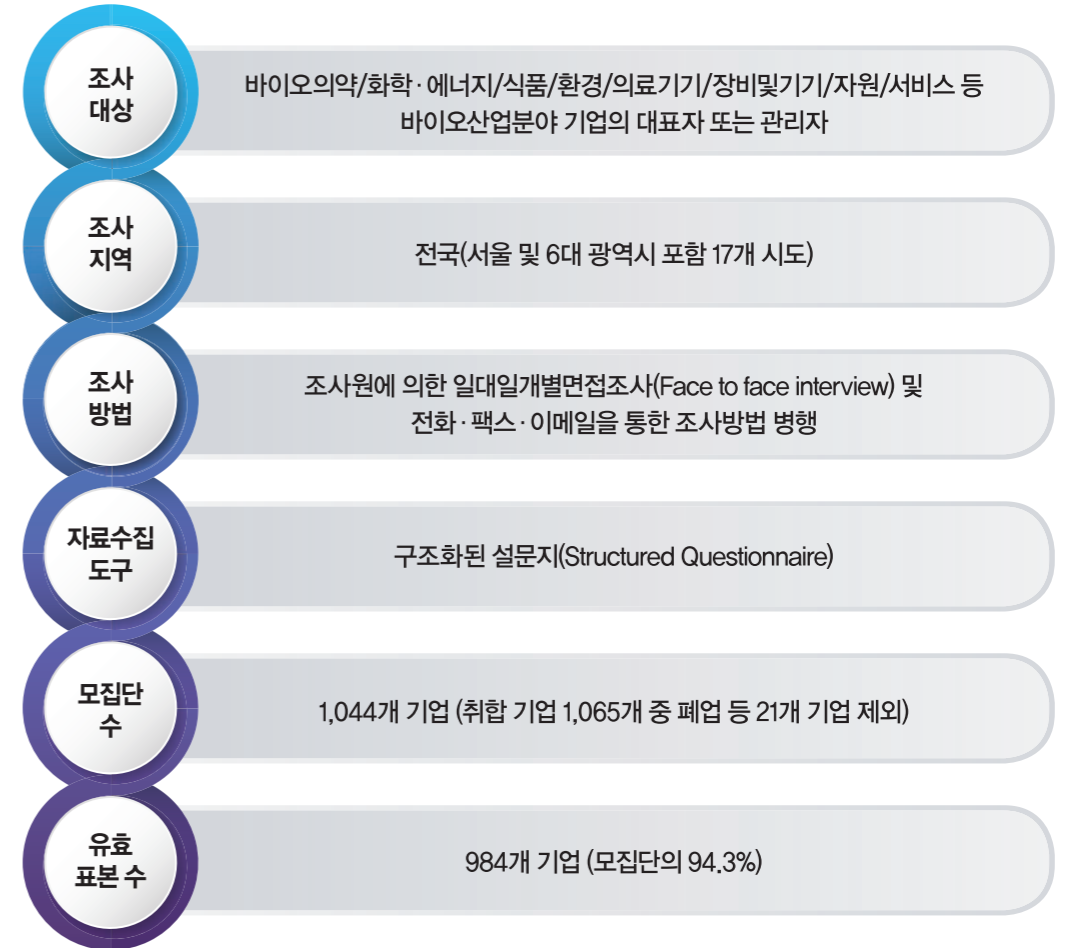 조사
대상
바이오의약/화학·에너지/식품/환경/의료기기/장비및기기/자원/서비스 등
바이오산업분야 기업의 대표자 또는 관리자
조사
지역
전국(서울 및 6대 광역시 포함 17개 시도)
조사
방법
조사원에 의한 일대일개별면접조사(Face to face interview) 및
전화·팩스·이메일을 통한 조사방법 병행
자료수집
도구
구조화된 설문지(Structured Questionnaire)
모집단
수
1,044개 기업 (취합 기업 1,065개 중 폐업 등 21개 기업 제외)
유효
표본 수
984개 기업 (모집단의 94.3%)